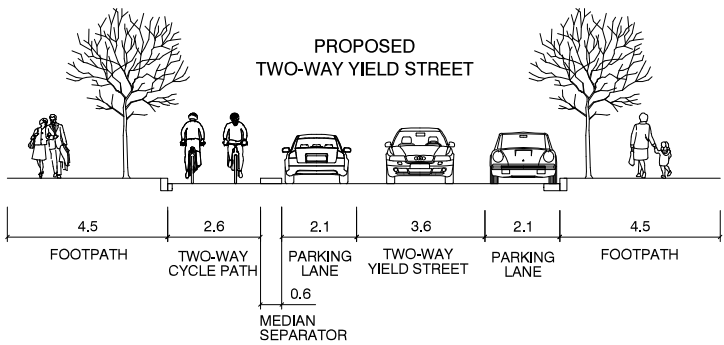 PROPOSED
TWO-WAY YIELD STREET
4.5
2.6
2.1
3.6
2.1
4.5
FOOTPATH
TWO-WAY
CYCLE PATH
PARKING
LANE
TWO-WAY
YIELD STREET
PARKING
LANE
FOOTPATH
0.6
MEDIAN
SEPARATOR